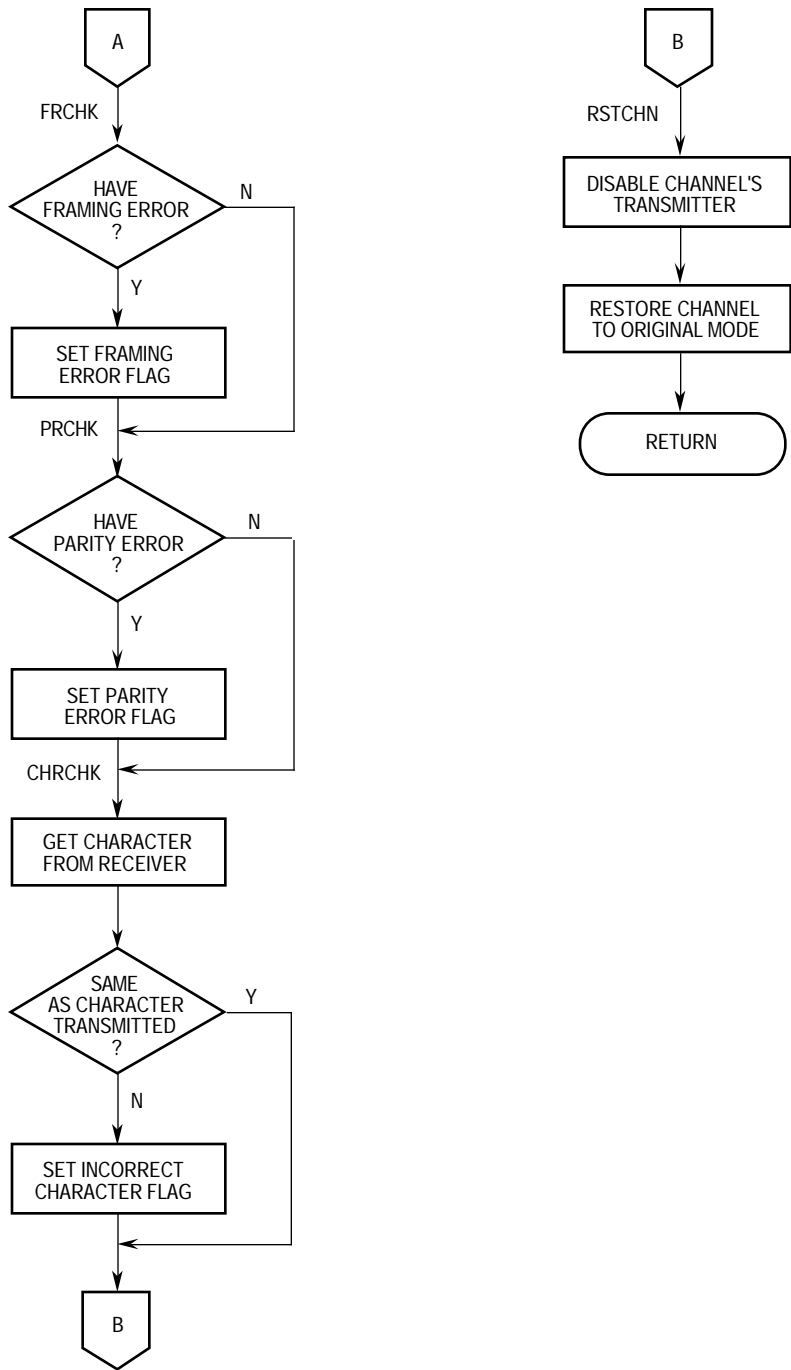 A
FRCHK
HAVE
FRAMING ERROR
?
N
Y
SET FRAMING
ERROR FLAG
PRCHK
HAVE
PARITY ERROR
?
N
Y
SET PARITY
ERROR FLAG
CHRCHK
GET CHARACTER
FROM RECEIVER
SAME
AS CHARACTER
TRANSMITTED
?
Y
N
SET INCORRECT
CHARACTER FLAG
B
B
RSTCHN
DISABLE CHANNEL'S
TRANSMITTER
RESTORE CHANNEL
TO ORIGINAL MODE
RETURN